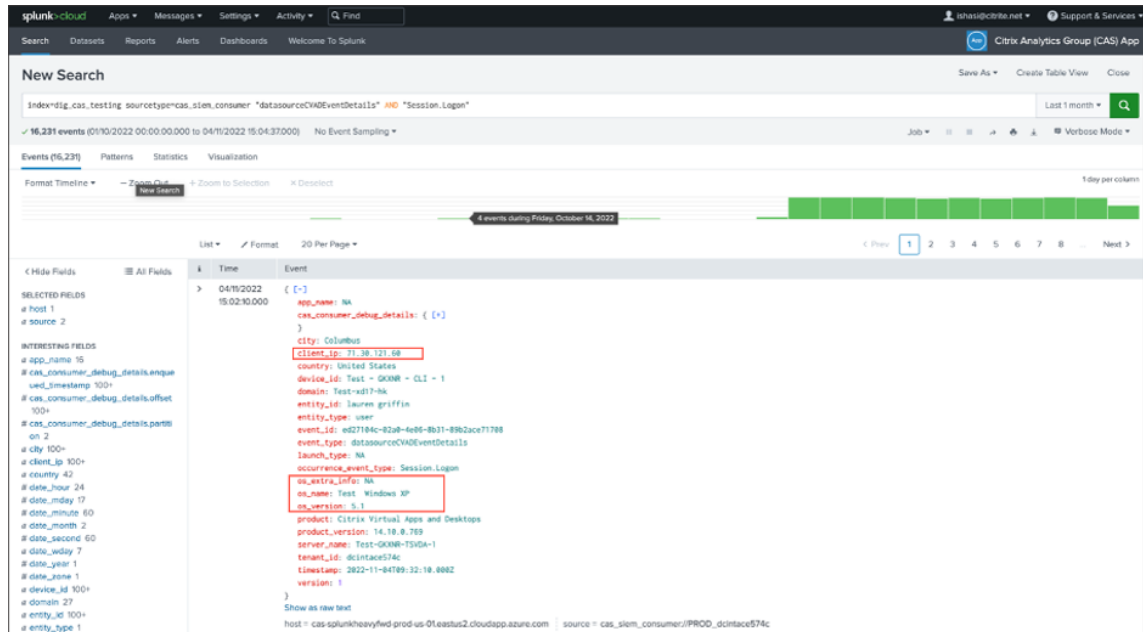 splunk>cloud Apps ▾ Messages ▾ Settings ▾ Activity ▾ Find ishasi@citrite.net ▾ Support & Services ▾
Search Datasets Reports Alerts Dashboards Welcome To Splunk App Citrix Analytics Group (CAS) App
New Search Save As ▾ Create Table View Close
index=dig_cas_testing sourcetype=cas_siem_consumer "datasourceCVADEventDetails" AND "Session.Logon" Last 1 month ▾
✓ 16,231 events (01/10/2022 00:00:00.000 to 04/11/2022 15:04:37.000) No Event Sampling ▾ Job ▾ Verbose Mode ▾
Events (16,231) Patterns Statistics Visualization
Format Timeline ▾ — Zoom Out + Zoom to Selection × Deselect 1 day per column
New Search
4 events during Friday, October 14, 2022
List ▾ Format 20 Per Page ▾ < Prev 1 2 3 4 5 6 7 8 ... Next >
< Hide Fields All Fields i Time Event
SELECTED FIELDS
a host 1
a source 2
INTERESTING FIELDS
a app_name 16
# cas_consumer_debug_details.enque
ued_timestamp 100+
# cas_consumer_debug_details.offset
100+
# cas_consumer_debug_details.partiti
on 2
a city 100+
a client_ip 100+
a country 42
# date_hour 24
# date_mday 17
# date_minute 60
a date_month 2
# date_second 60
a date_wday 7
# date_year 1
# date_zone 1
a device_id 100+
a domain 27
a entity_id 100+
a entity_type 1
> 04/11/2022
15:02:10.000
{ [-]
app_name: NA
cas_consumer_debug_details: { [+]
}
city: Columbus
client_ip: 71.30.121.60
country: United States
device_id: Test - GKXNR - CLI - 1
domain: Test-xd17-hk
entity_id: lauren griffin
entity_type: user
event_id: ed27104c-02a0-4e06-8b31-09b2ace71708
event_type: datasourceCVADEventDetails
launch_type: NA
occurrence_event_type: Session.Logon
os_extra_info: NA
os_name: Test Windows XP
os_version: 5.1
product: Citrix Virtual Apps and Desktops
product_version: 14.10.0.769
server_name: Test-GKXNR-TSVDA-1
tenant_id: dcintace574c
timestamp: 2022-11-04T09:32:10.000Z
version: 1
}
Show as raw text
host = cas-splunkheavyfwd-prod-us-01.eastus2.cloudapp.azure.com source = cas_siem_consumer://PROD_dcintace574c